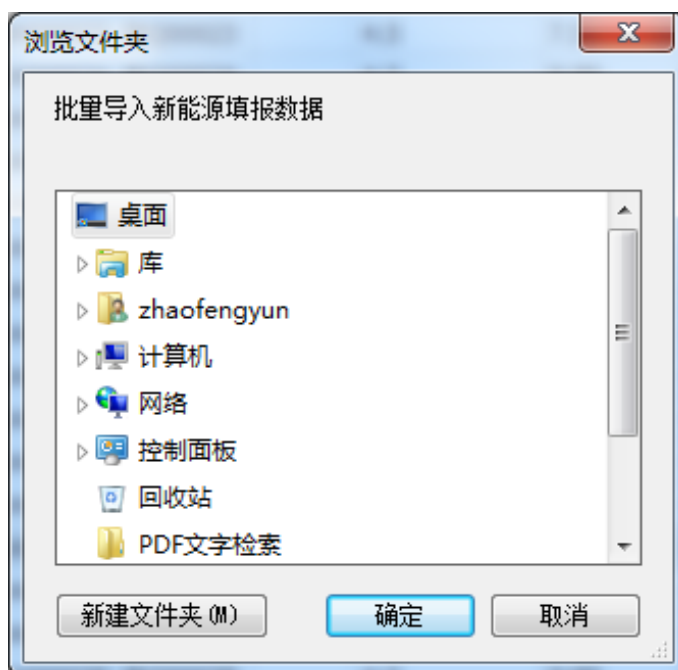 浏览文件夹
批量导入新能源填报数据
桌面
库
zhaofengyun
计算机
网络
控制面板
回收站
PDF文字检索
新建文件夹(M)
确定
取消